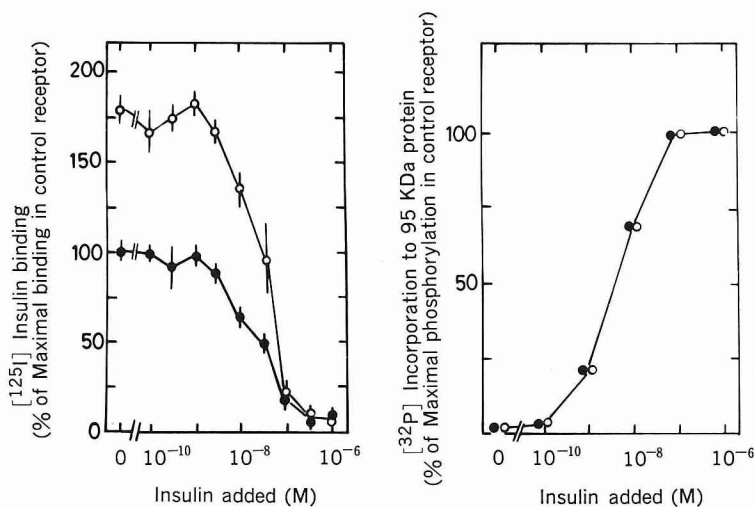 [125I] Insulin binding
(% of Maximal binding in control receptor)
200
150
100
50
0
0
10−10
10−8
10−6
Insulin added (M)
[32P] Incorporation to 95 KDa protein
(% of Maximal phosphorylation in control receptor)
100
50
0
10−10
10−8
10−6
Insulin added (M)